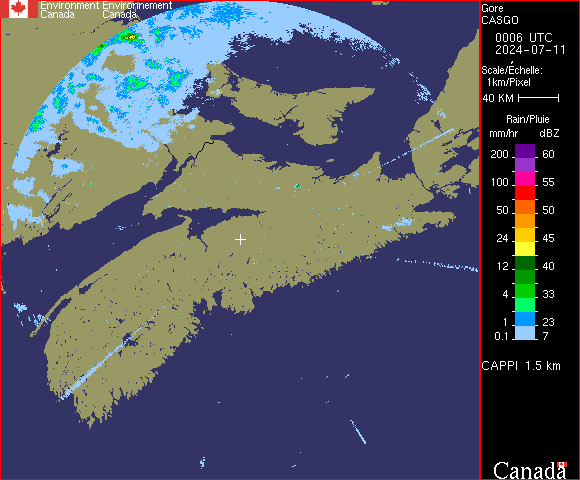 Environment Environnement
Canada Canada
Gore
CASGO
0006 UTC
2024-07-11
Scale/Échelle:
1km/Pixel
40 KM
Rain/Pluie
mm/hr dBZ
200 60
100 55
50 50
24 45
12 40
4 33
1 23
0.1 7
CAPPI 1.5 km
Canada